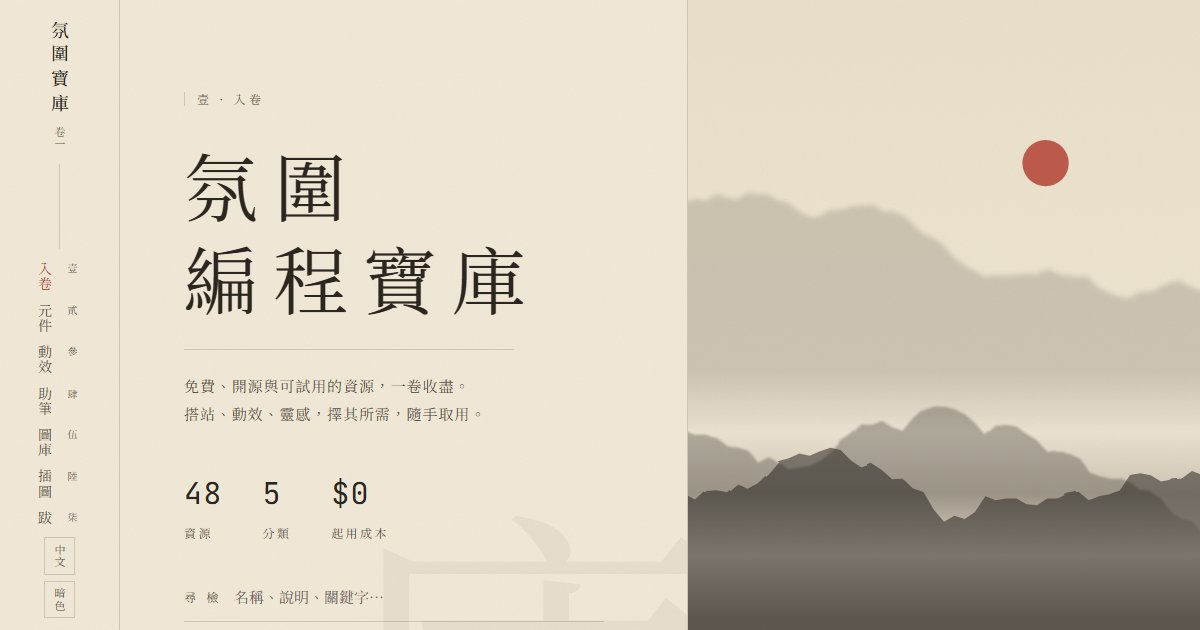 氛圍寶庫
卷一
入卷 壹
元件 貳
動效 參
助筆 肆
圖庫 伍
插圖 陸
跋 柒
中文
暗色
壹 · 入卷
氛圍
編程寶庫
免費、開源與可試用的資源，一卷收盡。
搭站、動效、靈感，擇其所需，隨手取用。
48 5 $0
資源 分類 起用成本
尋檢 名稱、說明、關鍵字⋯